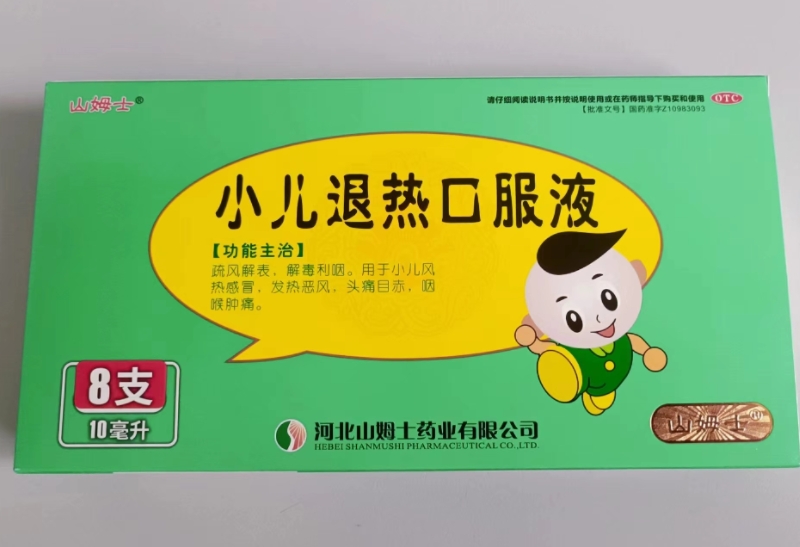 山姆士®
请仔细阅读说明书并按说明使用或在药师指导下购买和使用
OTC
【批准文号】国药准字Z10983093
小儿退热口服液
【功能主治】
疏风解表，解毒利咽。用于小儿风
热感冒，发热恶风，头痛目赤，咽
喉肿痛。
8支
10毫升
河北山姆士药业有限公司
HEBEI SHANMUSHI PHARMACEUTICAL CO.,LTD.
山姆士®